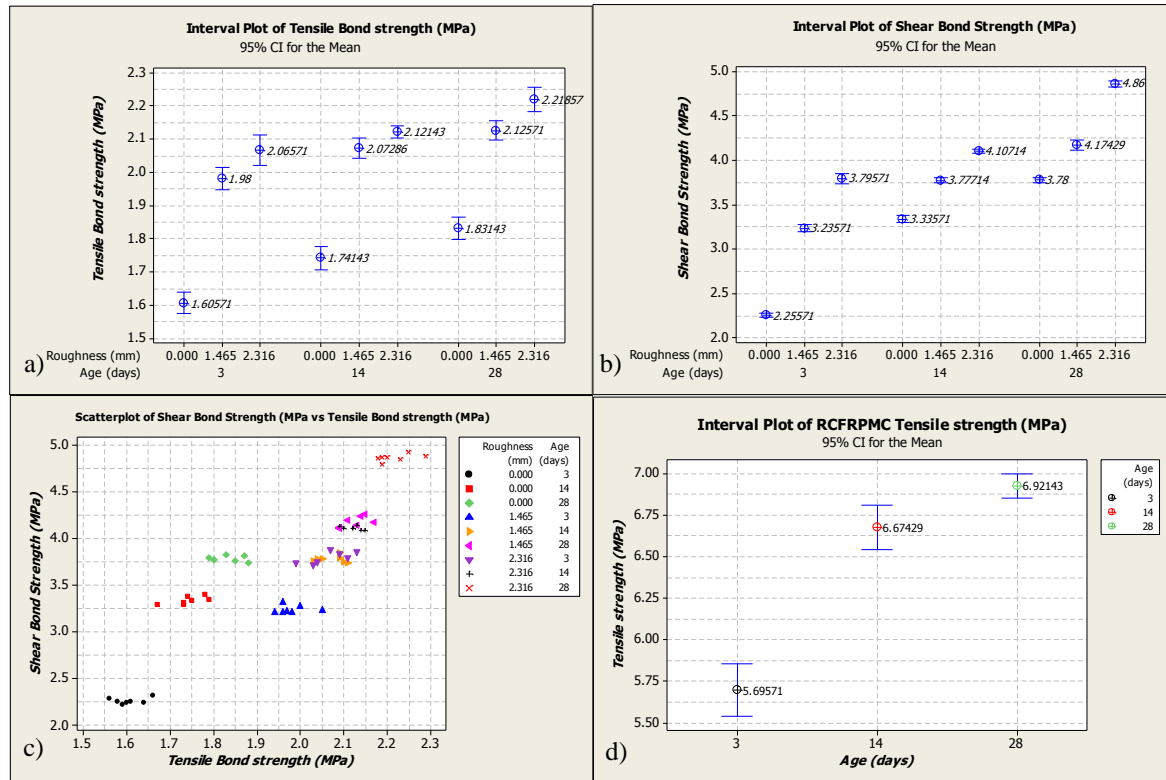 Interval Plot of Tensile Bond strength (MPa)
95% CI for the Mean
Tensile Bond strength (MPa)
2.3
2.2
2.1
2.0
1.9
1.8
1.7
1.6
1.5
1.60571
1.98
2.06571
1.74143
2.07286
2.12143
1.83143
2.12571
2.21857
Roughness (mm) 0.000 1.465 2.316 0.000 1.465 2.316 0.000 1.465 2.316
Age (days) 3 14 28
a)
Interval Plot of Shear Bond Strength (MPa)
95% CI for the Mean
Shear Bond Strength (MPa)
5.0
4.5
4.0
3.5
3.0
2.5
2.0
2.25571
3.23571
3.79571
3.33571
3.77714
4.10714
3.78
4.17429
4.86
Roughness (mm) 0.000 1.465 2.316 0.000 1.465 2.316 0.000 1.465 2.316
Age (days) 3 14 28
b)
Scatterplot of Shear Bond Strength (MPa vs Tensile Bond strength (MPa)
Shear Bond Strength (MPa)
5.0
4.5
4.0
3.5
3.0
2.5
2.0
1.5 1.6 1.7 1.8 1.9 2.0 2.1 2.2 2.3
Tensile Bond strength (MPa)
Roughness Age
(mm) (days)
0.000 3
0.000 14
0.000 28
1.465 3
1.465 14
1.465 28
2.316 3
2.316 14
2.316 28
c)
Interval Plot of RCFRPMC Tensile strength (MPa)
95% CI for the Mean
Tensile strength (MPa)
7.00
6.75
6.50
6.25
6.00
5.75
5.50
5.69571
6.67429
6.92143
3 14 28
Age (days)
Age
(days)
3
14
28
d)